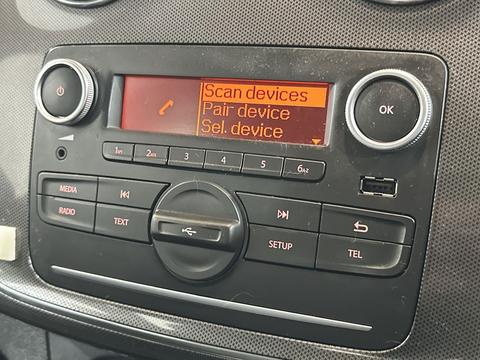 Scan devices
Pair device
Sel. device
OK
1
2
3
4
5
6
MEDIA
RADIO
TEXT
SETUP
TEL